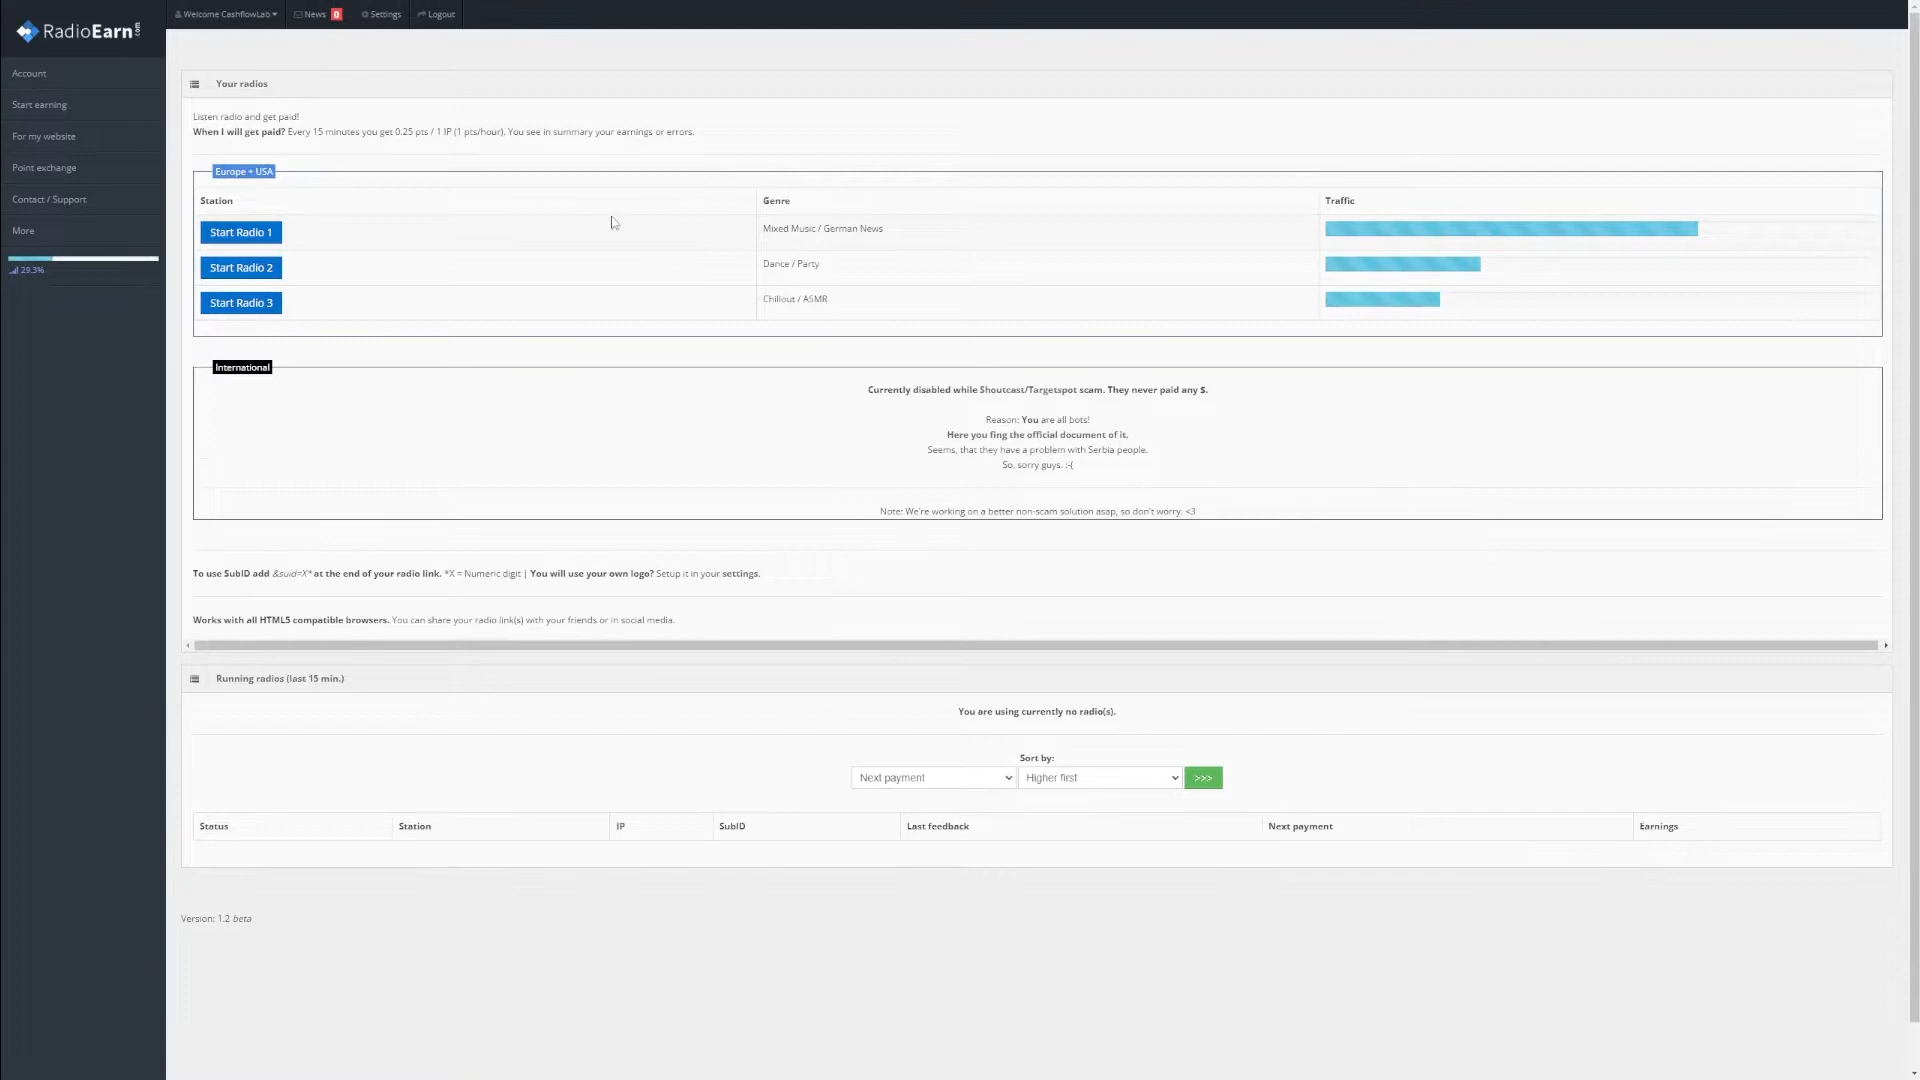 RadioEarn.com
Welcome CashflowLab
News 0
Settings
Logout
Account
Start earning
For my website
Point exchange
Contact / Support
More
29.3%
Your radios
Listen radio and get paid!
When I will get paid? Every 15 minutes you get 0.25 pts / 1 IP (1 pts/hour). You see in summary your earnings or errors.
Europe + USA
Station Genre Traffic
Start Radio 1 Mixed Music / German News
Start Radio 2 Dance / Party
Start Radio 3 Chillout / ASMR
International
Currently disabled while Shoutcast/Targetspot scam. They never paid any $.
Reason: You are all bots!
Here you fing the official document of it.
Seems, that they have a problem with Serbia people.
So, sorry guys. :-(
Note: We're working on a better non-scam solution asap, so don't worry. <3
To use SubID add &suid=X* at the end of your radio link. *X = Numeric digit | You will use your own logo? Setup it in your settings.
Works with all HTML5 compatible browsers. You can share your radio link(s) with your friends or in social media.
Running radios (last 15 min.)
You are using currently no radio(s).
Sort by:
Next payment Higher first >>>
Status Station IP SubID Last feedback Next payment Earnings
Version: 1.2 beta